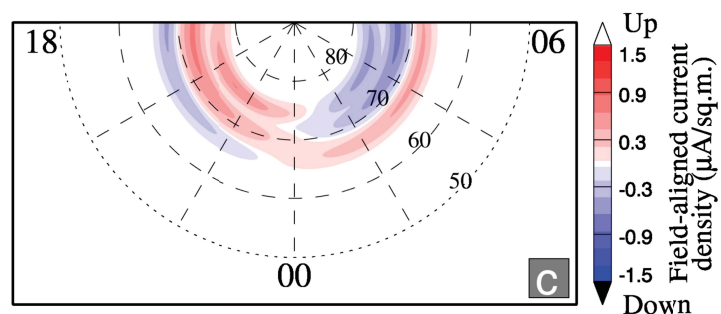 18
06
80
70
60
50
00
C
Up
1.5
0.9
0.3
-0.3
-0.9
-1.5
Down
Field-aligned current
density (μA/sq.m.)